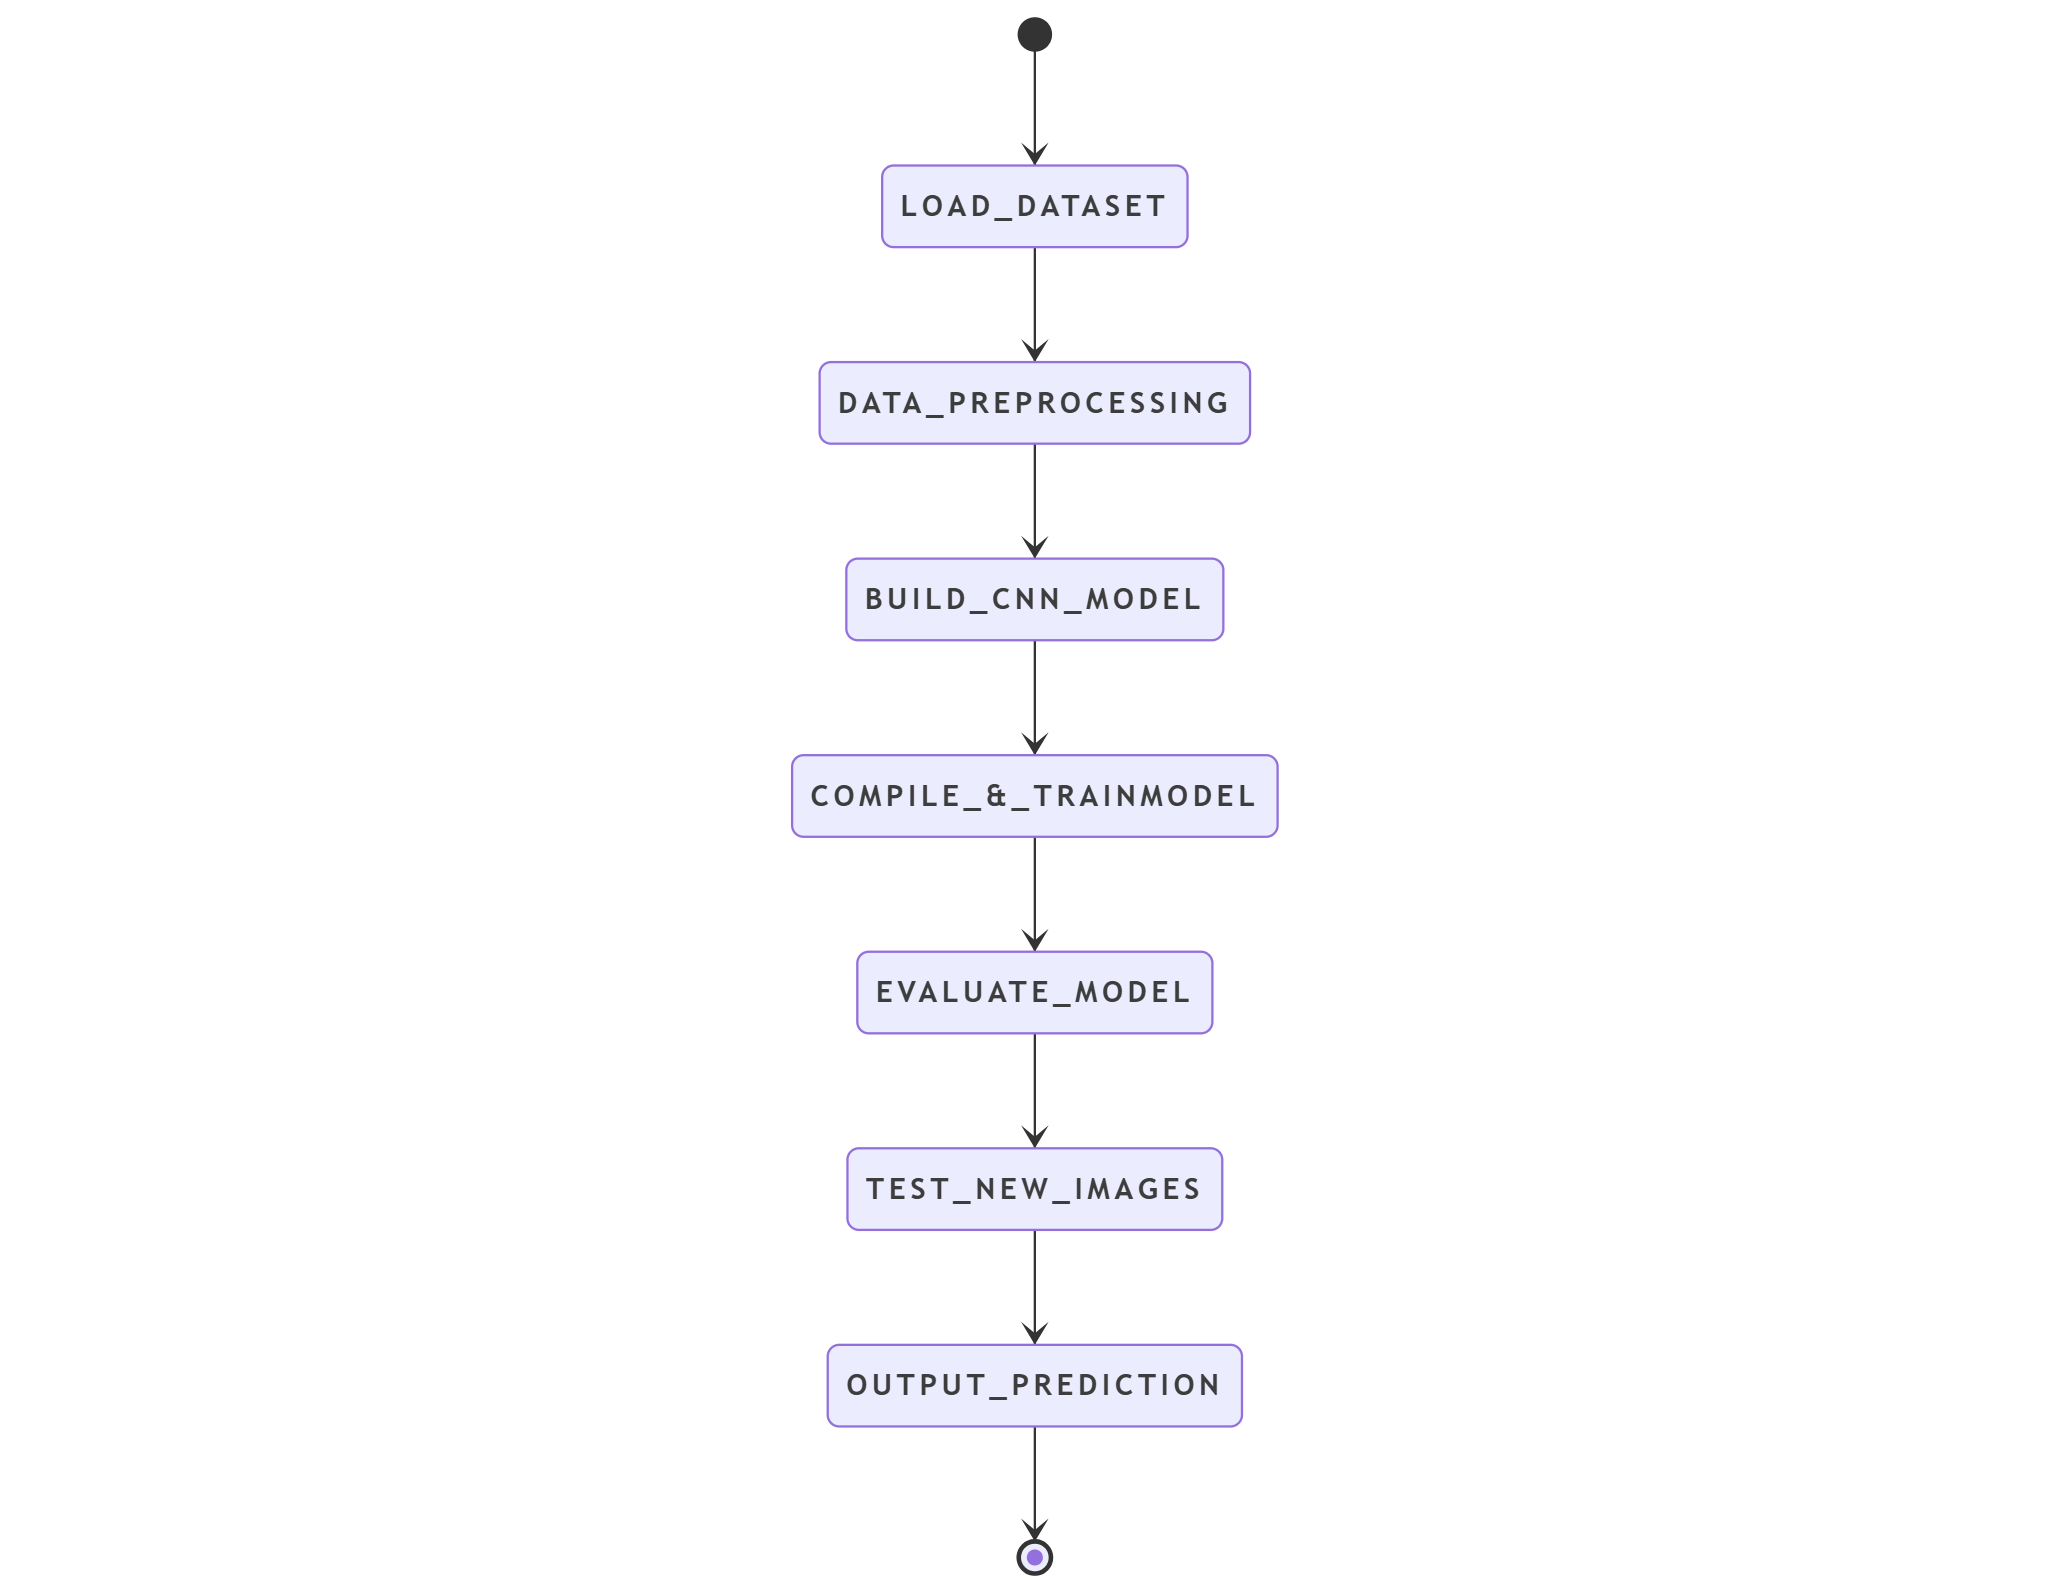 LOAD_DATASET
DATA_PREPROCESSING
BUILD_CNN_MODEL
COMPILE_&_TRAINMODEL
EVALUATE_MODEL
TEST_NEW_IMAGES
OUTPUT_PREDICTION